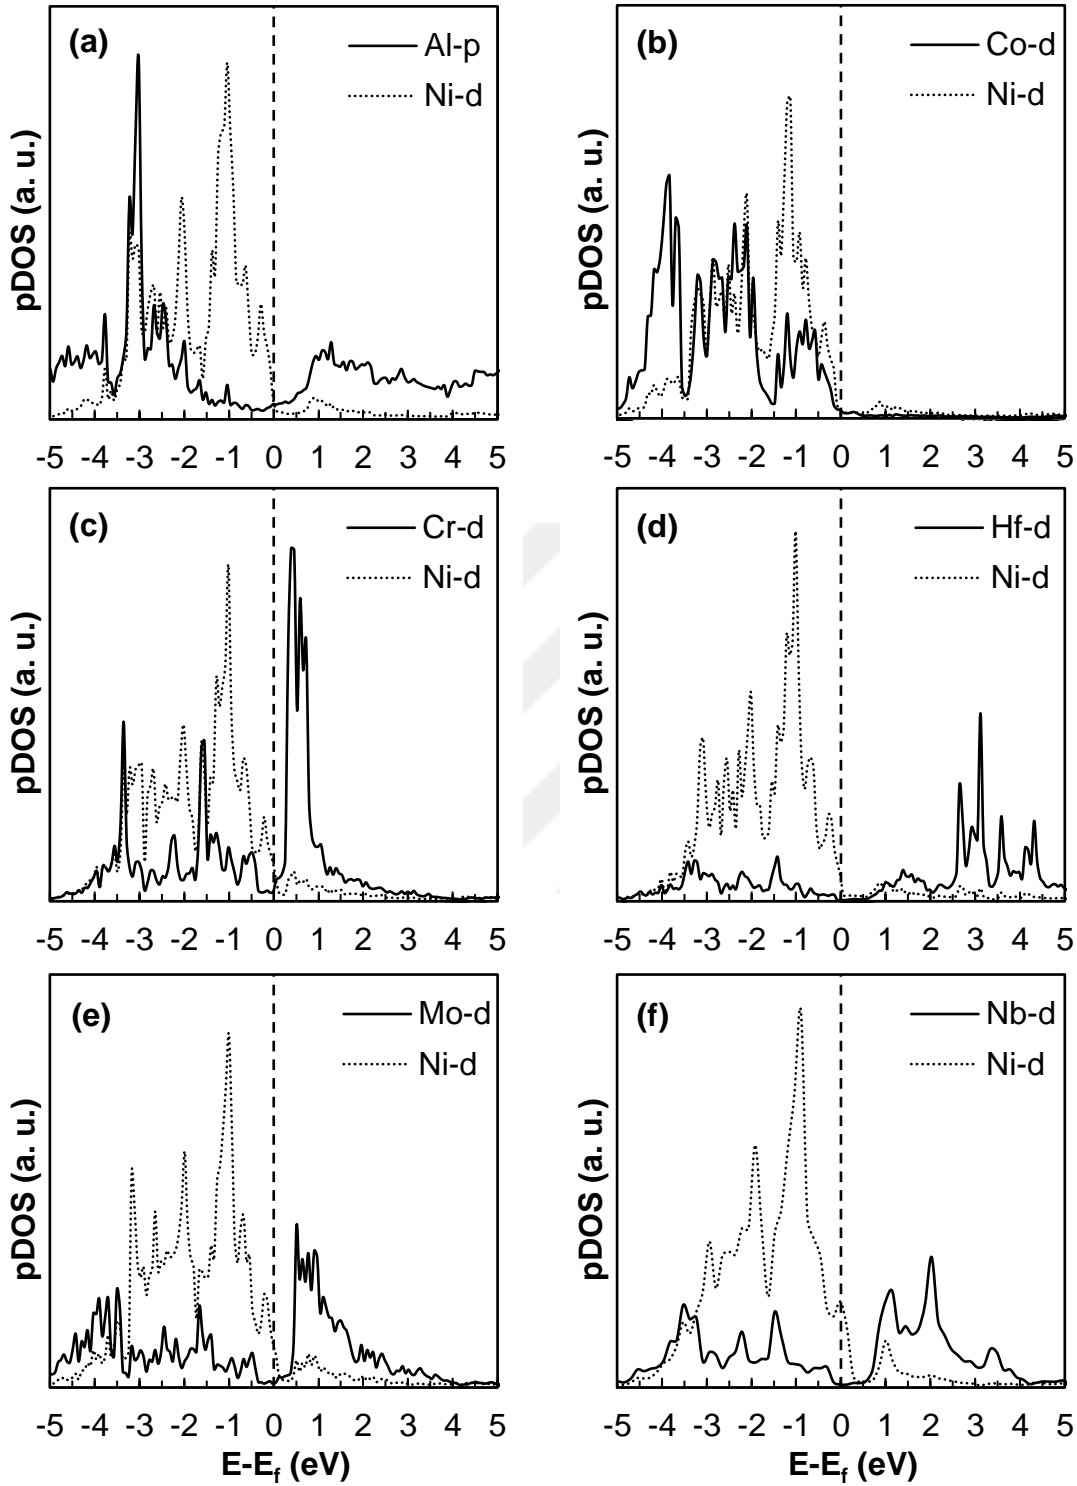 (a)
Al-p
Ni-d
pDOS (a. u.)
-5 -4 -3 -2 -1 0 1 2 3 4 5
(b)
Co-d
Ni-d
pDOS (a. u.)
-5 -4 -3 -2 -1 0 1 2 3 4 5
(c)
Cr-d
Ni-d
pDOS (a. u.)
-5 -4 -3 -2 -1 0 1 2 3 4 5
(d)
Hf-d
Ni-d
pDOS (a. u.)
-5 -4 -3 -2 -1 0 1 2 3 4 5
(e)
Mo-d
Ni-d
pDOS (a. u.)
-5 -4 -3 -2 -1 0 1 2 3 4 5
E-Ef (eV)
(f)
Nb-d
Ni-d
pDOS (a. u.)
-5 -4 -3 -2 -1 0 1 2 3 4 5
E-Ef (eV)